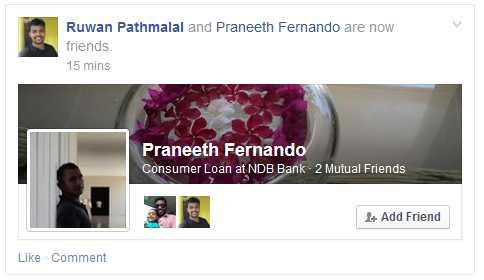 Ruwan Pathmalal and Praneeth Fernando are now
friends.
15 mins
Praneeth Fernando
Consumer Loan at NDB Bank · 2 Mutual Friends
Add Friend
Like · Comment